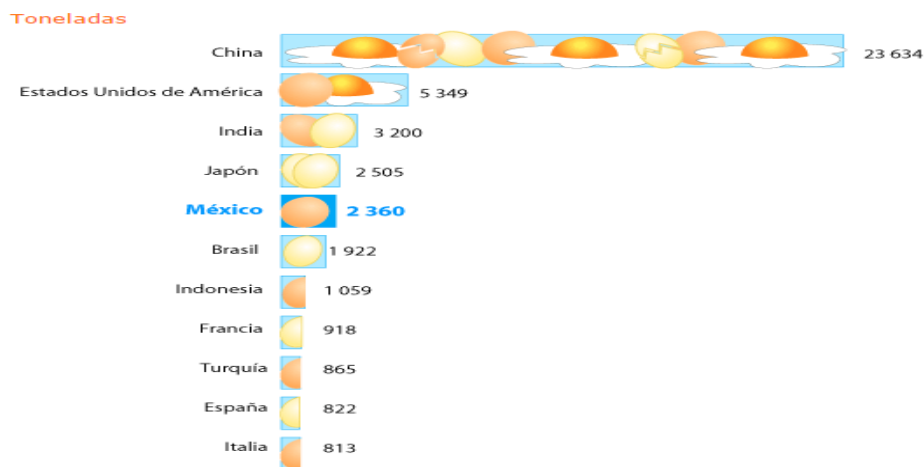 Toneladas
China 23 634
Estados Unidos de América 5 349
India 3 200
Japón 2 505
México 2 360
Brasil 1 922
Indonesia 1 059
Francia 918
Turquía 865
España 822
Italia 813